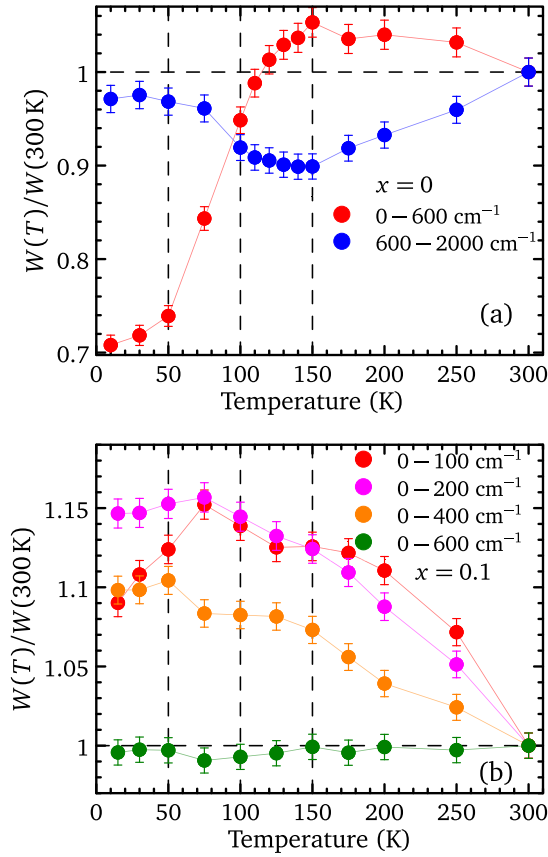 W(T)/W(300K)
1
0.9
0.8
0.7
x = 0
0−600 cm⁻¹
600−2000 cm⁻¹
(a)
0 50 100 150 200 250 300
Temperature (K)
W(T)/W(300K)
1.15
1.1
1.05
1
0−100 cm⁻¹
0−200 cm⁻¹
0−400 cm⁻¹
0−600 cm⁻¹
x = 0.1
(b)
0 50 100 150 200 250 300
Temperature (K)